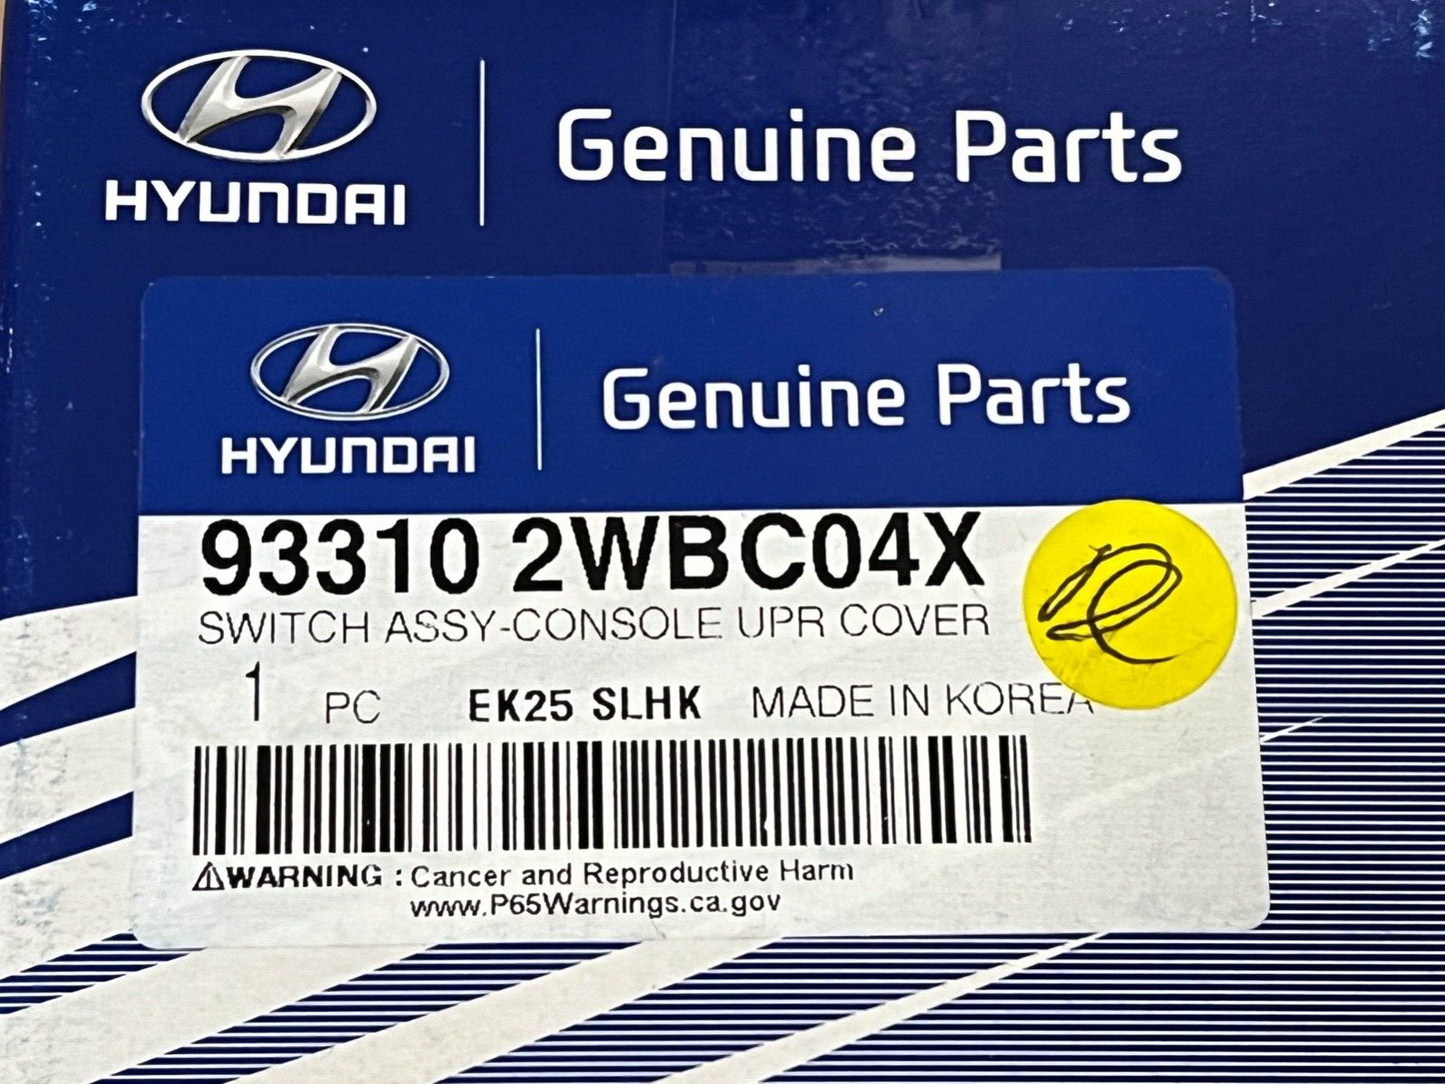 HYUNDAI
Genuine Parts
HYUNDAI
Genuine Parts
93310 2WBC04X
SWITCH ASSY-CONSOLE UPR COVER
1 PC EK25 SLHK MADE IN KOREA
WARNING : Cancer and Reproductive Harm
www.P65Warnings.ca.gov